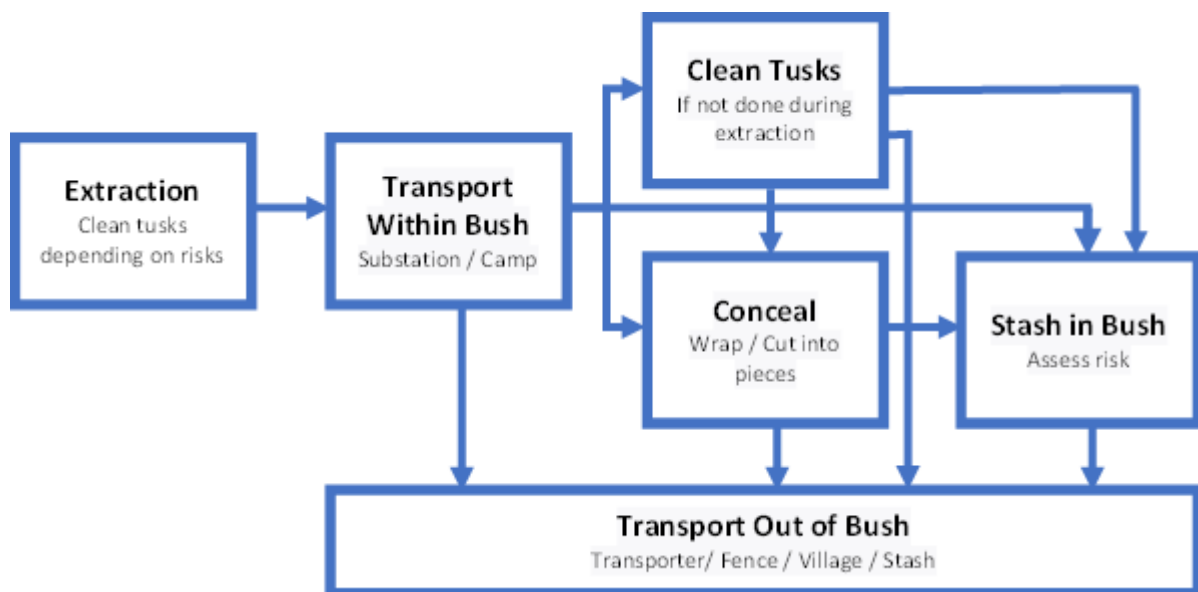 Extraction
Clean tusks
depending on risks
Transport
Within Bush
Substation / Camp
Clean Tusks
If not done during
extraction
Conceal
Wrap / Cut into
pieces
Stash in Bush
Assess risk
Transport Out of Bush
Transporter/ Fence / Village / Stash